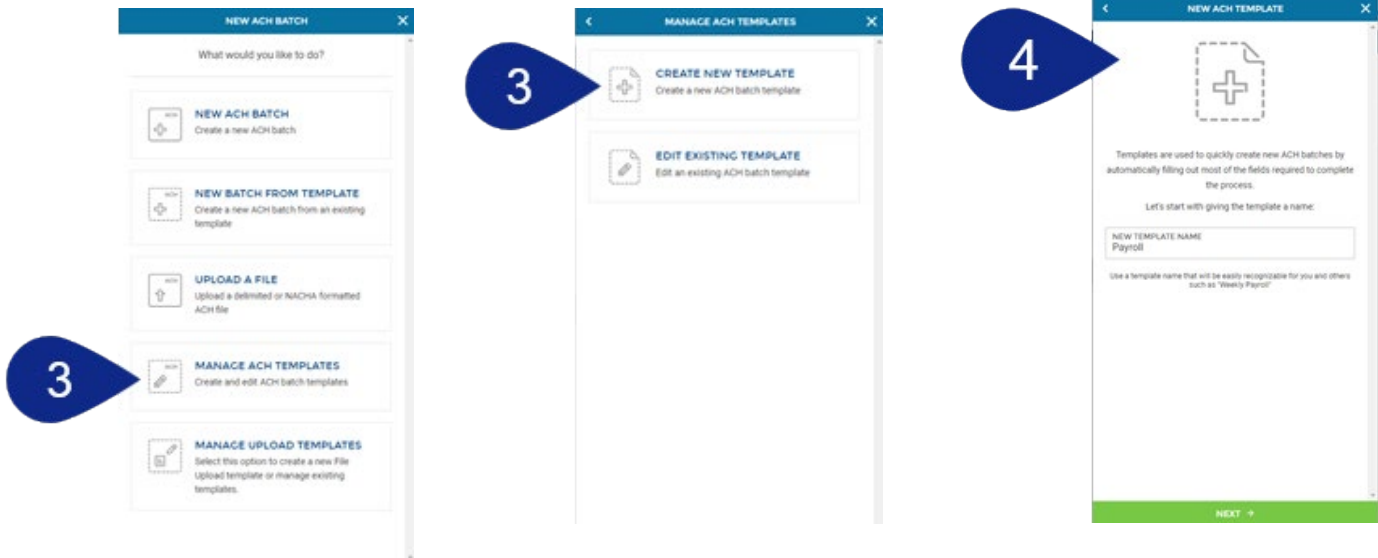 NEW ACH BATCH
What would you like to do?
NEW ACH BATCH
Create a new ACH batch
NEW BATCH FROM TEMPLATE
Create a new ACH batch from an existing
template
UPLOAD A FILE
Upload a delimited or NACHA formatted
ACH file
3
MANAGE ACH TEMPLATES
Create and edit ACH batch templates
MANAGE UPLOAD TEMPLATES
Select this option to create a new File
Upload template or manage existing
templates.
MANAGE ACH TEMPLATES
3
CREATE NEW TEMPLATE
Create a new ACH batch template
EDIT EXISTING TEMPLATE
Edit an existing ACH batch template
NEW ACH TEMPLATE
4
Templates are used to quickly create new ACH batches by
automatically filling out most of the fields required to complete
the process.
Let's start with giving the template a name:
NEW TEMPLATE NAME
Payroll
Use a template name that will be easily recognizable for you and others
such as "Weekly Payroll"
NEXT →